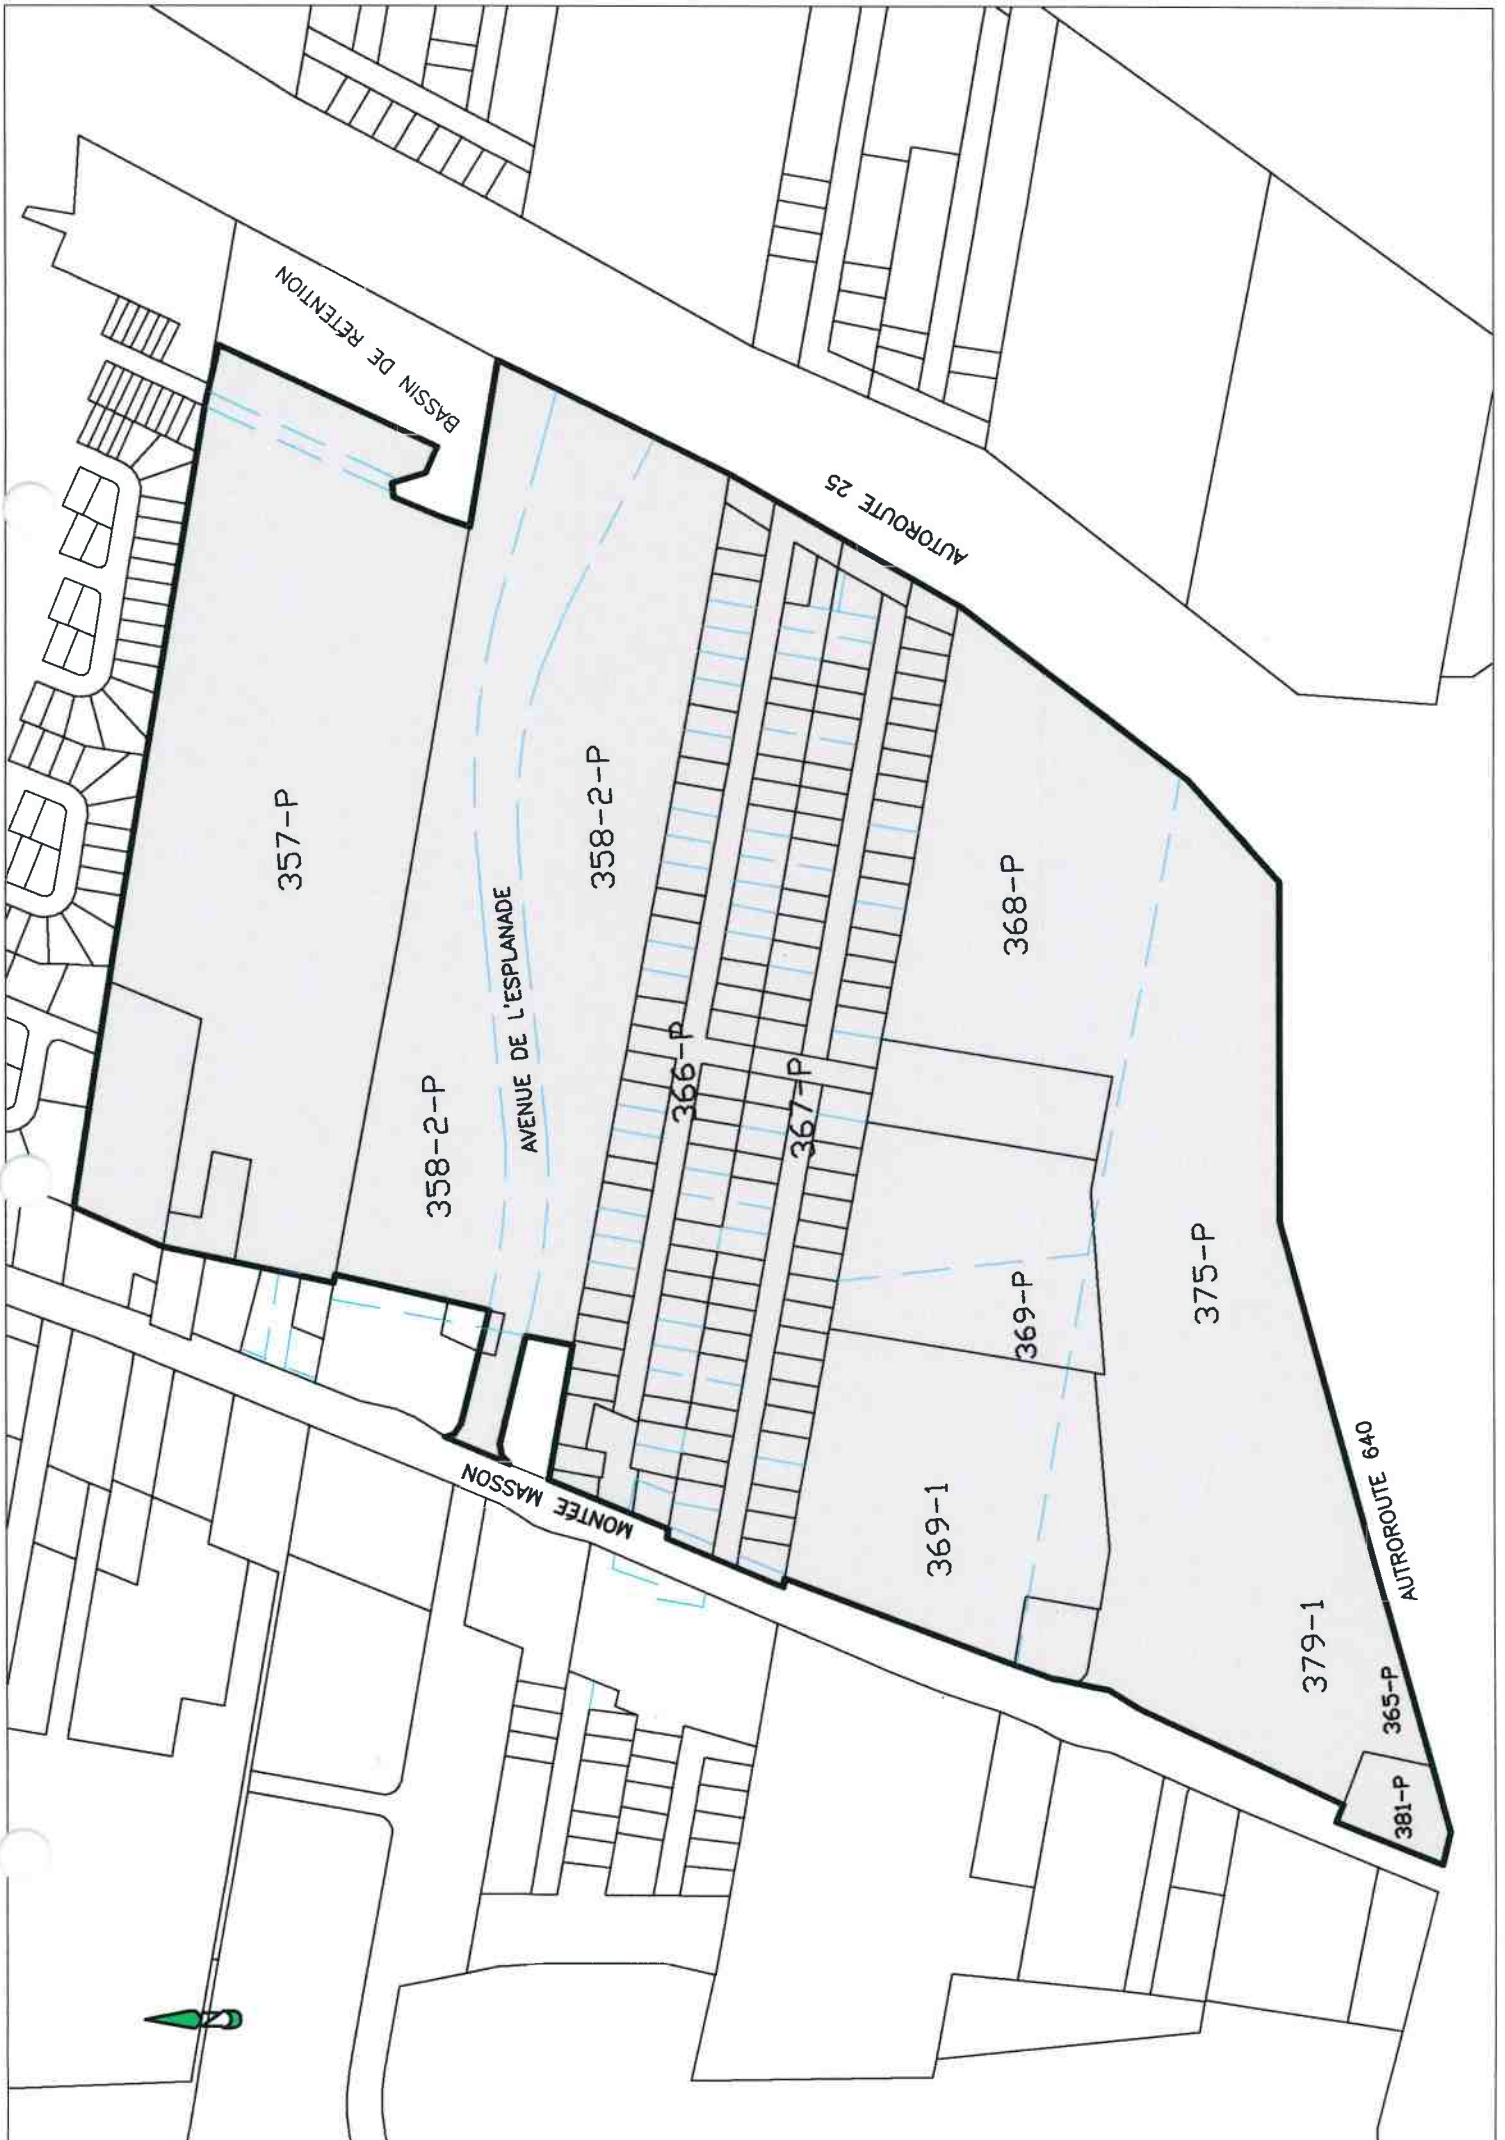 BASSIN DE RÉTENTION
AUTOROUTE 25
357-P
358-2-P
368-P
AVENUE DE L'ESPLANADE
358-2-P
366-P
367-P
369-P
375-P
MONTÉE MASSON
369-1
AUTROROUTE 640
379-1
365-P
381-P